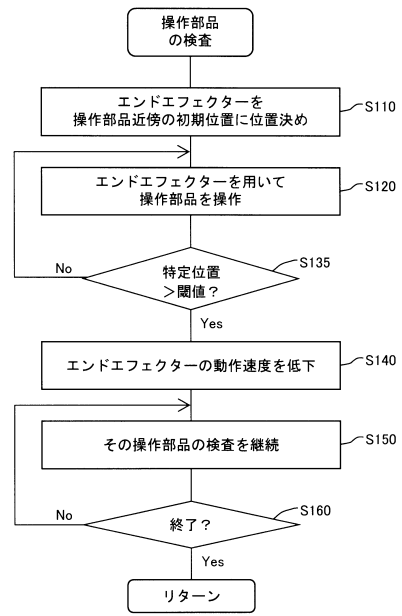 操作部品
の検査
エンドエフェクターを
操作部品近傍の初期位置に位置決め
S110
エンドエフェクターを用いて
操作部品を操作
S120
特定位置
＞閾値？
S135
No
Yes
エンドエフェクターの動作速度を低下
S140
その操作部品の検査を継続
S150
終了？
S160
No
Yes
リターン